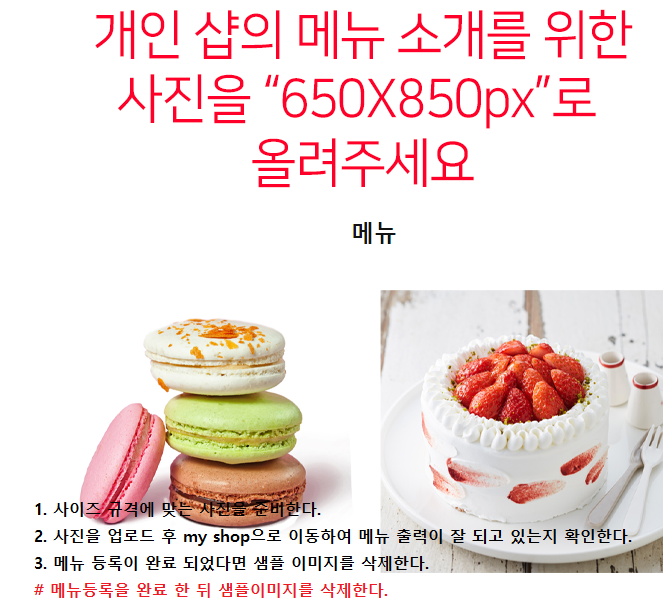 개인 샵의 메뉴 소개를 위한
사진을 “650X850px”로
올려주세요
메뉴
1. 사이즈 규격에 맞는 사진을 준비한다.
2. 사진을 업로드 후 my shop으로 이동하여 메뉴 출력이 잘 되고 있는지 확인한다.
3. 메뉴 등록이 완료 되었다면 샘플 이미지를 삭제한다.
# 메뉴등록을 완료 한 뒤 샘플이미지를 삭제한다.